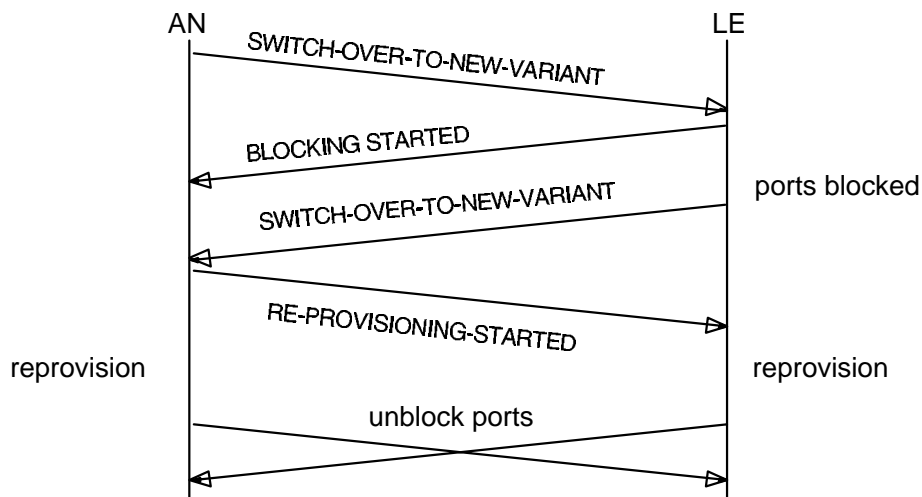 AN
LE
SWITCH-OVER-TO-NEW-VARIANT
BLOCKING STARTED
ports blocked
SWITCH-OVER-TO-NEW-VARIANT
RE-PROVISIONING-STARTED
reprovision
reprovision
unblock ports